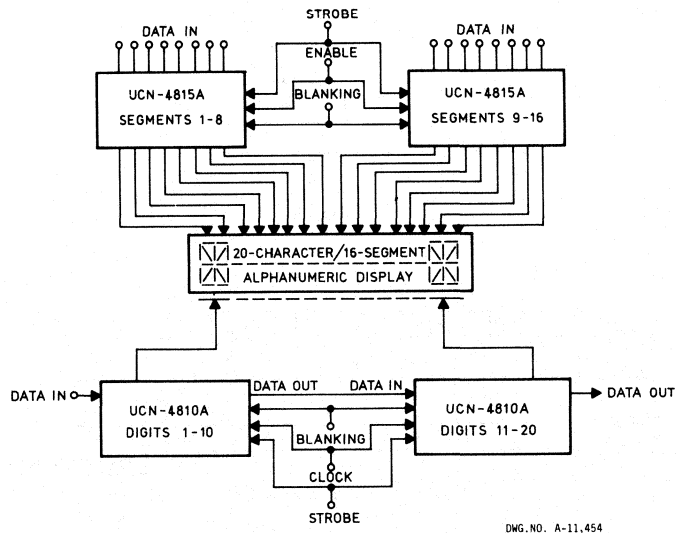 STROBE
DATA IN
DATA IN
ENABLE
UCN-4815A
SEGMENTS 1-8
BLANKING
UCN-4815A
SEGMENTS 9-16
20-CHARACTER/16-SEGMENT
ALPHANUMERIC DISPLAY
DATA IN
UCN-4810A
DIGITS 1-10
DATA OUT
DATA IN
BLANKING
CLOCK
STROBE
UCN-4810A
DIGITS 11-20
DATA OUT
DWG.NO. A-11,454